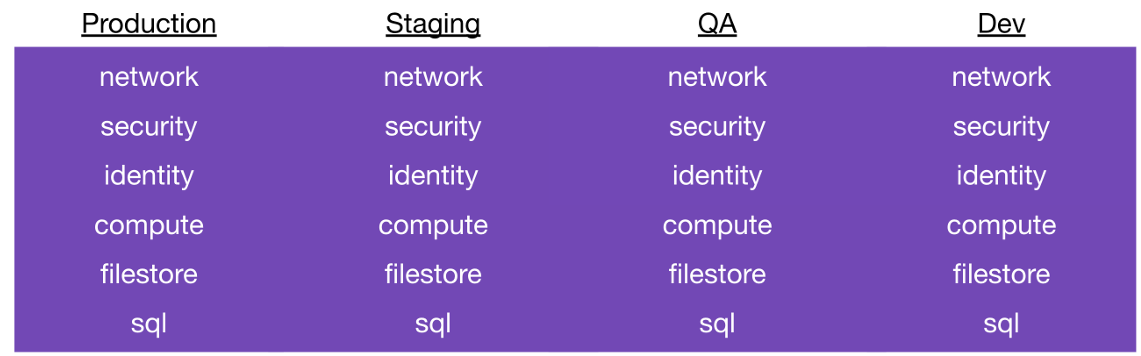 Production Staging QA Dev
network network network network
security security security security
identity identity identity identity
compute compute compute compute
filestore filestore filestore filestore
sql sql sql sql